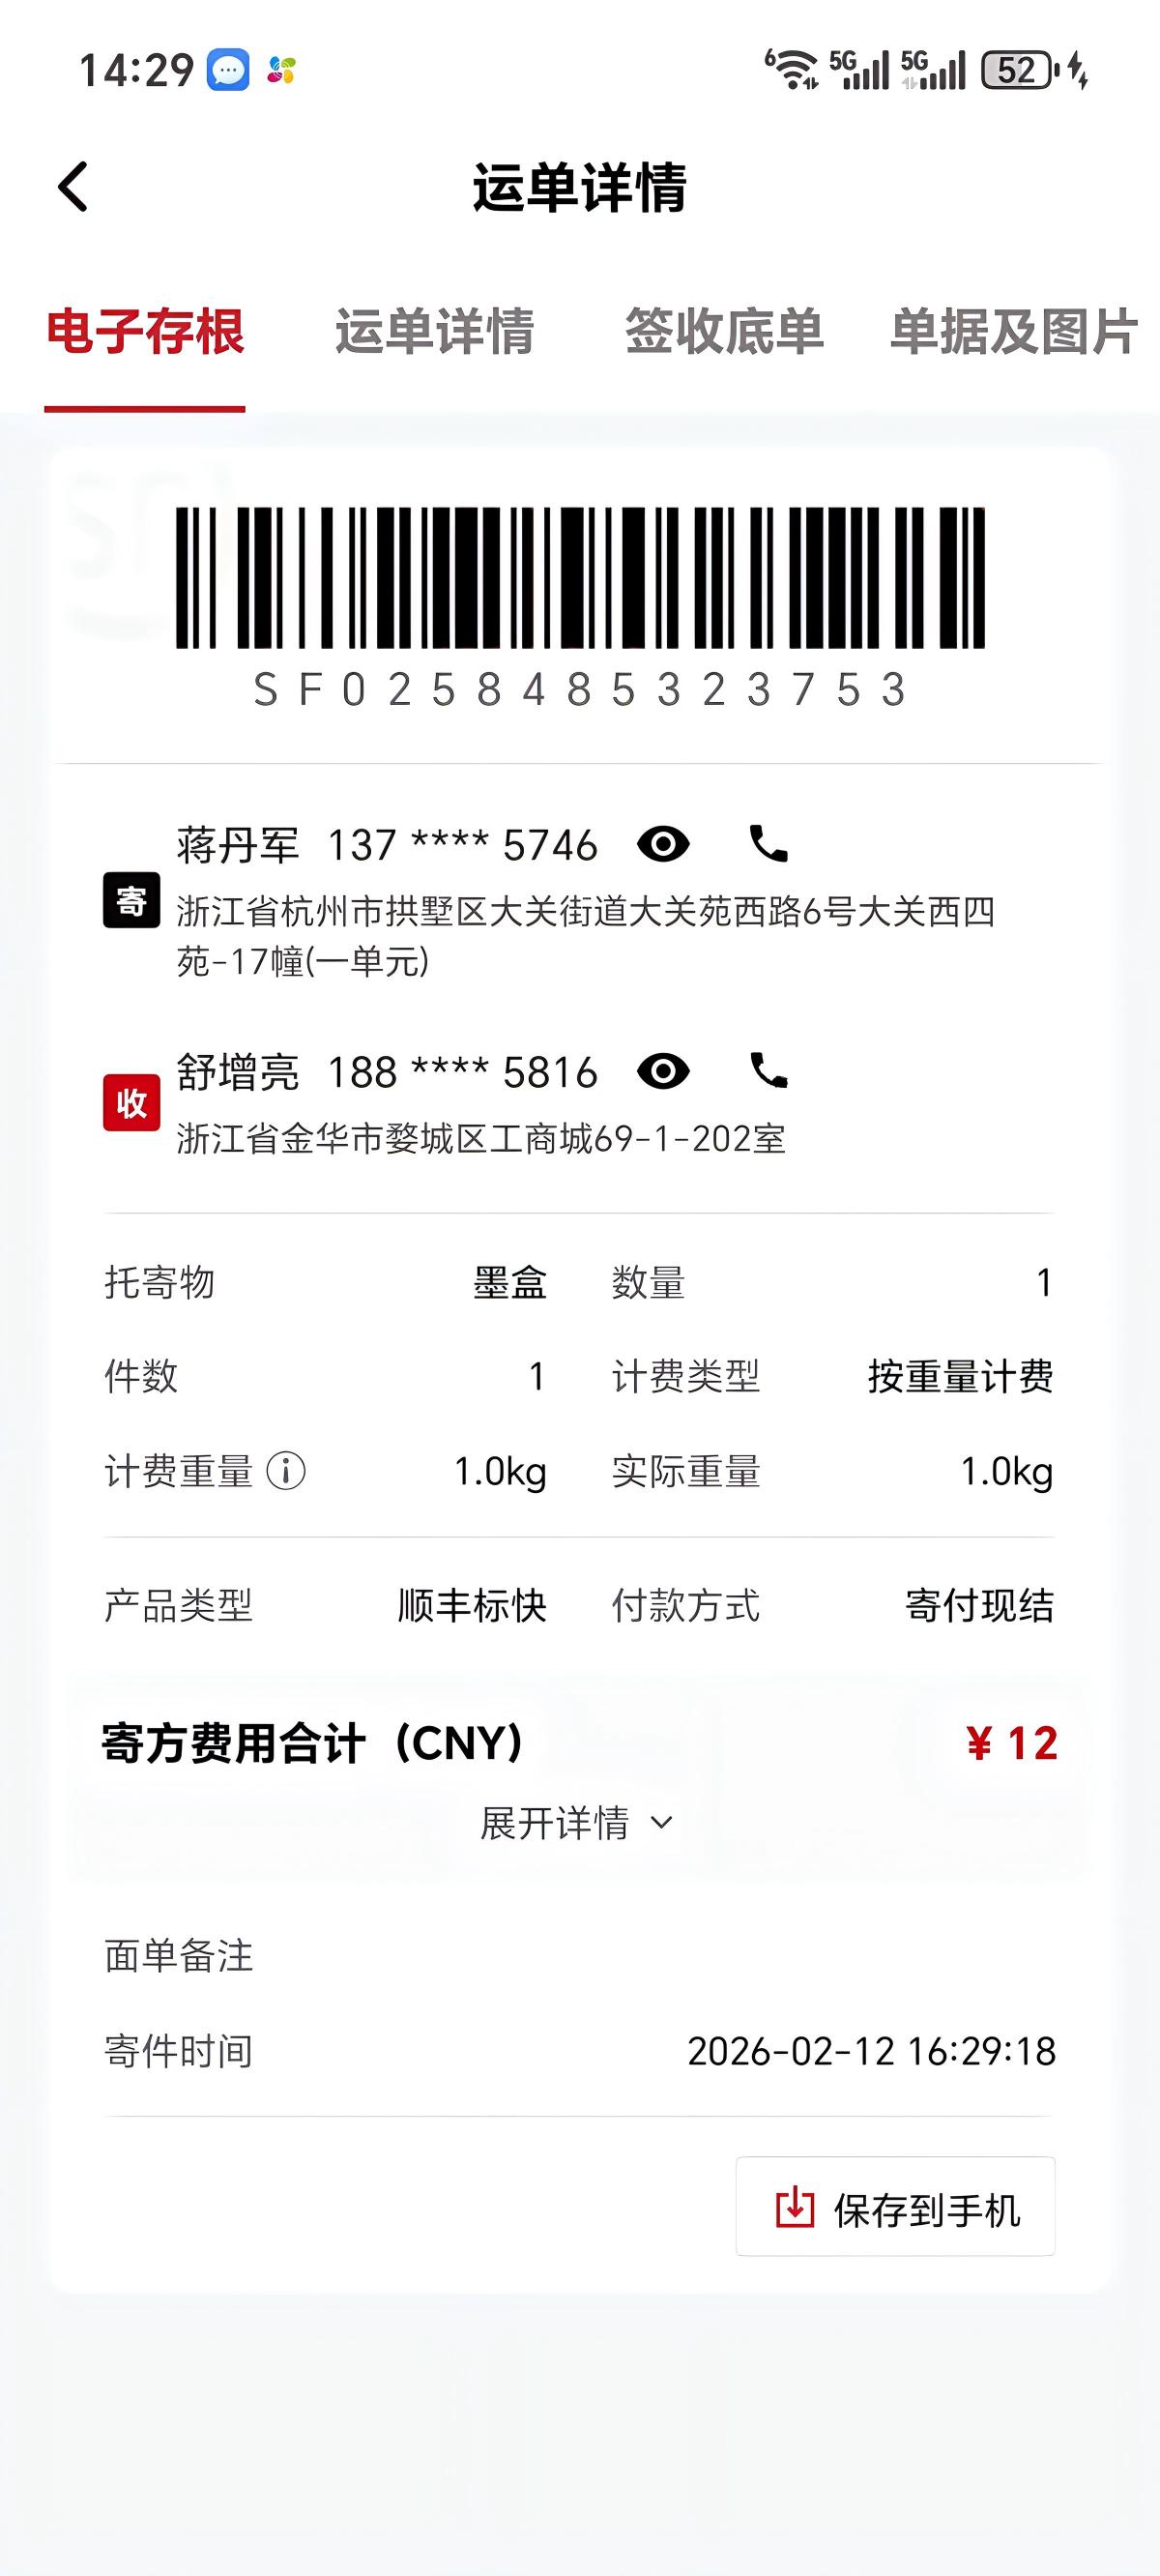 14:29 6 5G 5G 52
运单详情
电子存根 运单详情 签收底单 单据及图片
SF0258485323753
蒋丹军 137 **** 5746
寄
浙江省杭州市拱墅区大关街道大关苑西路6号大关西四
苑-17幢(一单元)
舒增亮 188 **** 5816
收
浙江省金华市婺城区工商城69-1-202室
托寄物 墨盒 数量 1
件数 1 计费类型 按重量计费
计费重量 1.0kg 实际重量 1.0kg
产品类型 顺丰标快 付款方式 寄付现结
寄方费用合计（CNY） ¥ 12
展开详情
面单备注
寄件时间 2026-02-12 16:29:18
保存到手机